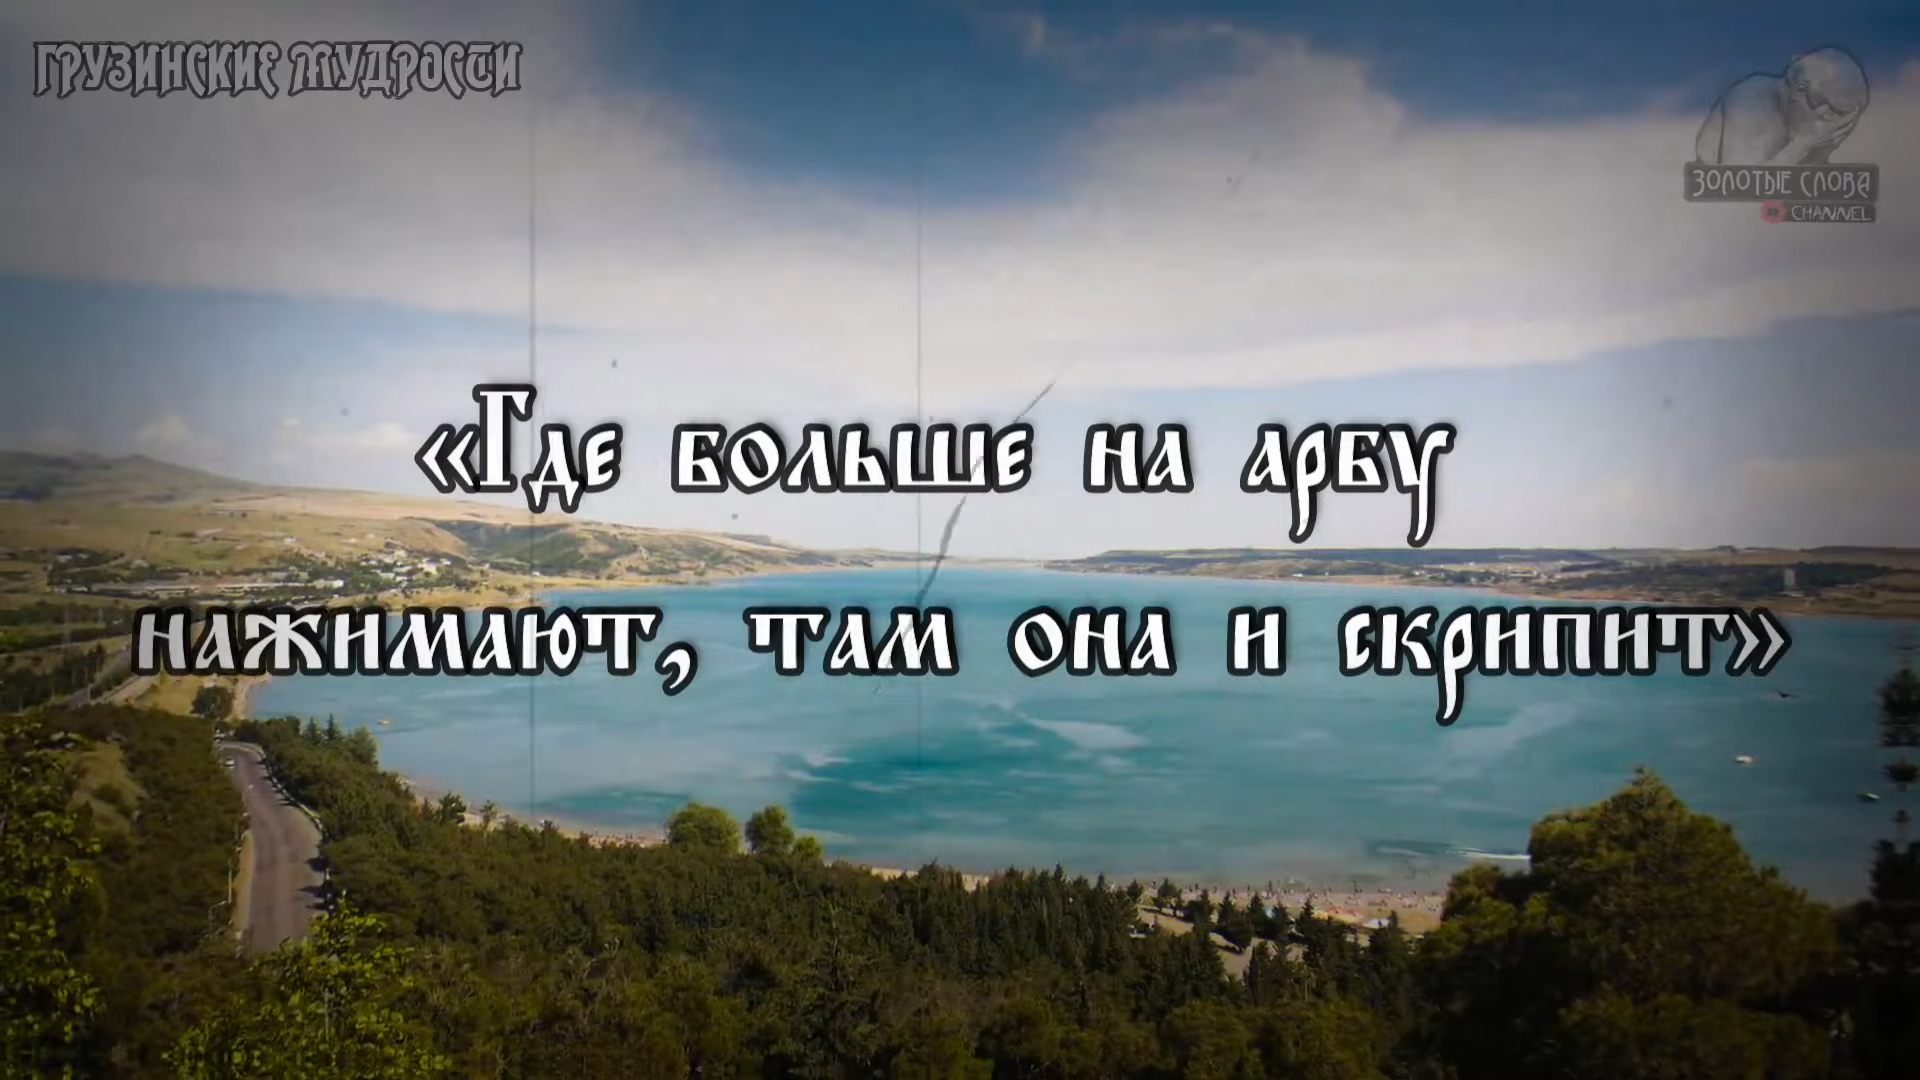 ГРУЗИНСКИЕ МУДРОСТИ
ЗОЛОТЫЕ СЛОВА
CHANNEL
«Где больше на арбу
нажимают, там она и скрипит»